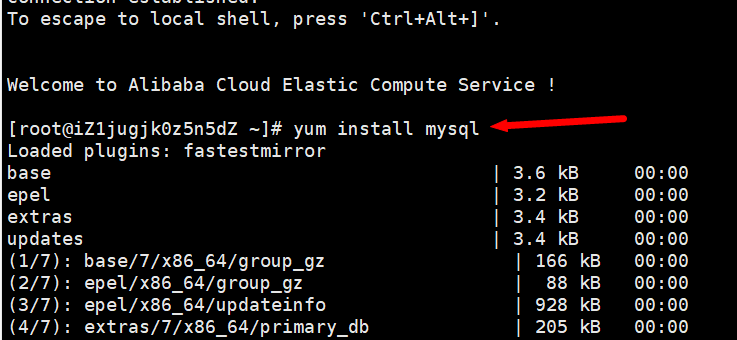 Connection established.
To escape to local shell, press 'Ctrl+Alt+]'.
Welcome to Alibaba Cloud Elastic Compute Service !
[root@iZ1jugjk0z5n5dZ ~]# yum install mysql
Loaded plugins: fastestmirror
base | 3.6 kB 00:00
epel | 3.2 kB 00:00
extras | 3.4 kB 00:00
updates | 3.4 kB 00:00
(1/7): base/7/x86_64/group_gz | 166 kB 00:00
(2/7): epel/x86_64/group_gz | 88 kB 00:00
(3/7): epel/x86_64/updateinfo | 928 kB 00:00
(4/7): extras/7/x86_64/primary_db | 205 kB 00:00